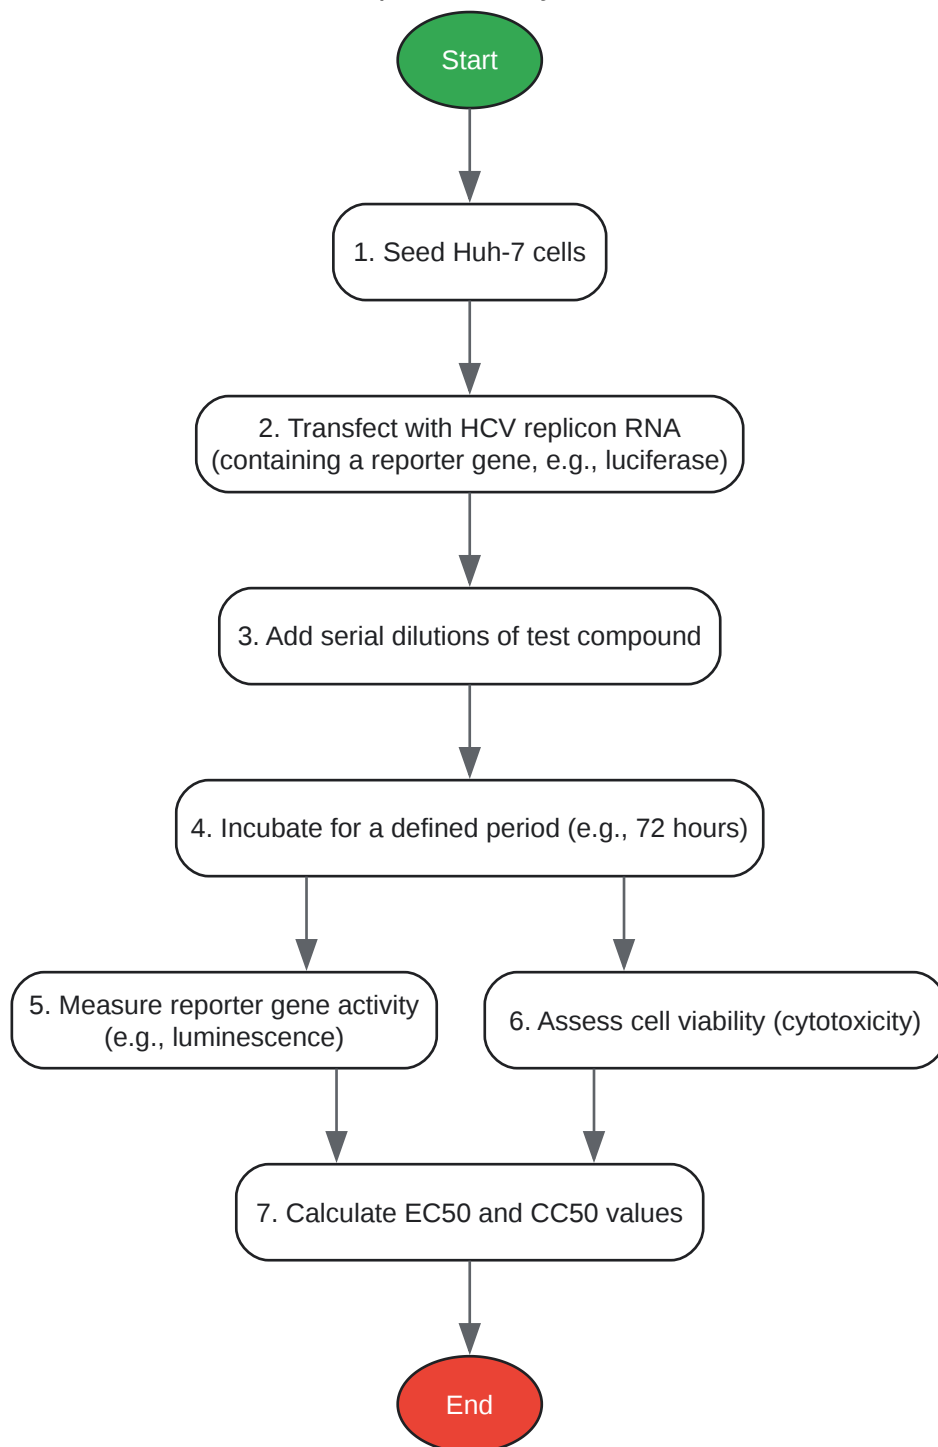 Start
1. Seed Huh-7 cells
2. Transfect with HCV replicon RNA
(containing a reporter gene, e.g., luciferase)
3. Add serial dilutions of test compound
4. Incubate for a defined period (e.g., 72 hours)
5. Measure reporter gene activity
(e.g., luminescence)
6. Assess cell viability (cytotoxicity)
7. Calculate EC50 and CC50 values
End